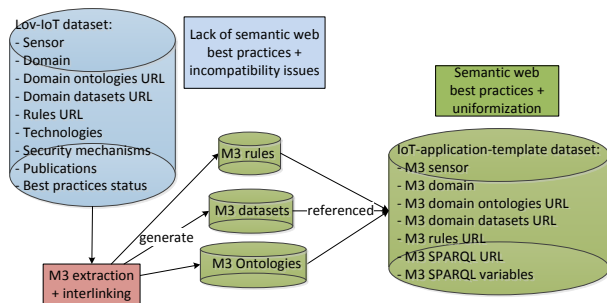 Lov-IoT dataset:
- Sensor
- Domain
- Domain ontologies URL
- Domain datasets URL
- Rules URL
- Technologies
- Security mechanisms
- Publications
- Best practices status
Lack of semantic web
best practices +
incompatibility issues
Semantic web
best practices +
uniformization
M3 rules
M3 datasets
M3 Ontologies
generate
referenced
M3 extraction
+ interlinking
IoT-application-template dataset:
- M3 sensor
- M3 domain
- M3 domain ontologies URL
- M3 domain datasets URL
- M3 rules URL
- M3 SPARQL URL
- M3 SPARQL variables